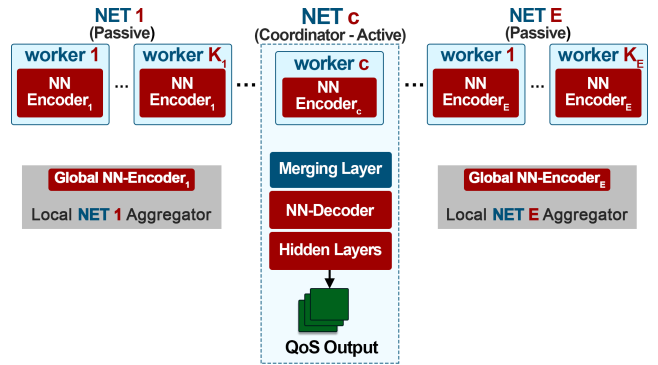 NET 1
(Passive)
worker 1
NN
Encoder1
...
worker K1
NN
Encoder1
...
NET c
(Coordinator - Active)
worker c
NN
Encoderc
...
NET E
(Passive)
worker 1
NN
EncoderE
...
worker KE
NN
EncoderE
Global NN-Encoder1
Local NET 1 Aggregator
Merging Layer
NN-Decoder
Hidden Layers
QoS Output
Global NN-EncoderE
Local NET E Aggregator